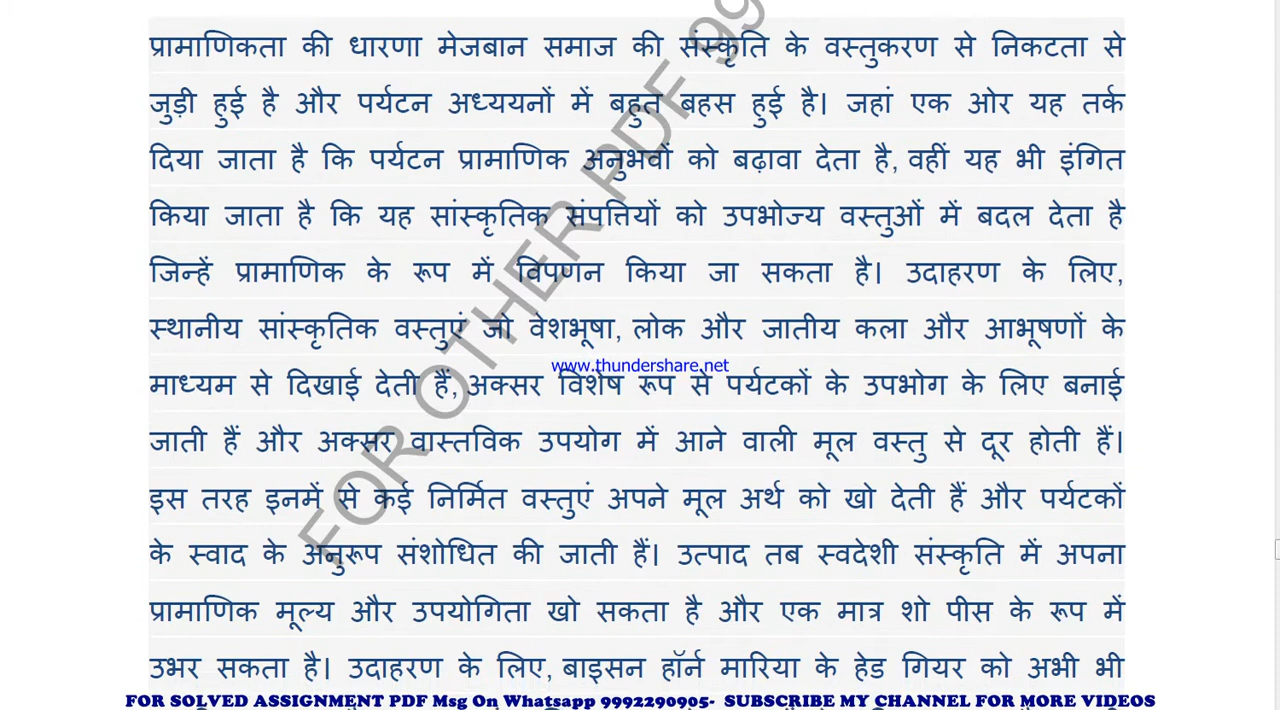 प्रामाणिकता की धारणा मेजबान समाज की संस्कृति के वस्तुकरण से निकटता से
जुड़ी हुई है और पर्यटन अध्ययनों में बहुत बहस हुई है। जहां एक ओर यह तर्क
दिया जाता है कि पर्यटन प्रामाणिक अनुभवों को बढ़ावा देता है, वहीं यह भी इंगित
किया जाता है कि यह सांस्कृतिक संपत्तियों को उपभोज्य वस्तुओं में बदल देता है
जिन्हें प्रामाणिक के रूप में विपणन किया जा सकता है। उदाहरण के लिए,
स्थानीय सांस्कृतिक वस्तुएं जो वेशभूषा, लोक और जातीय कला और आभूषणों के
www.thundershare.net
माध्यम से दिखाई देती हैं, अक्सर विशेष रूप से पर्यटकों के उपभोग के लिए बनाई
जाती हैं और अक्सर वास्तविक उपयोग में आने वाली मूल वस्तु से दूर होती हैं।
इस तरह इनमें से कई निर्मित वस्तुएं अपने मूल अर्थ को खो देती हैं और पर्यटकों
के स्वाद के अनुरूप संशोधित की जाती हैं। उत्पाद तब स्वदेशी संस्कृति में अपना
प्रामाणिक मूल्य और उपयोगिता खो सकता है और एक मात्र शो पीस के रूप में
उभर सकता है। उदाहरण के लिए, बाइसन हॉर्न मारिया के हेड गियर को अभी भी
FOR OTHER PDF 99
FOR SOLVED ASSIGNMENT PDF Msg On Whatsapp 9992290905- SUBSCRIBE MY CHANNEL FOR MORE VIDEOS